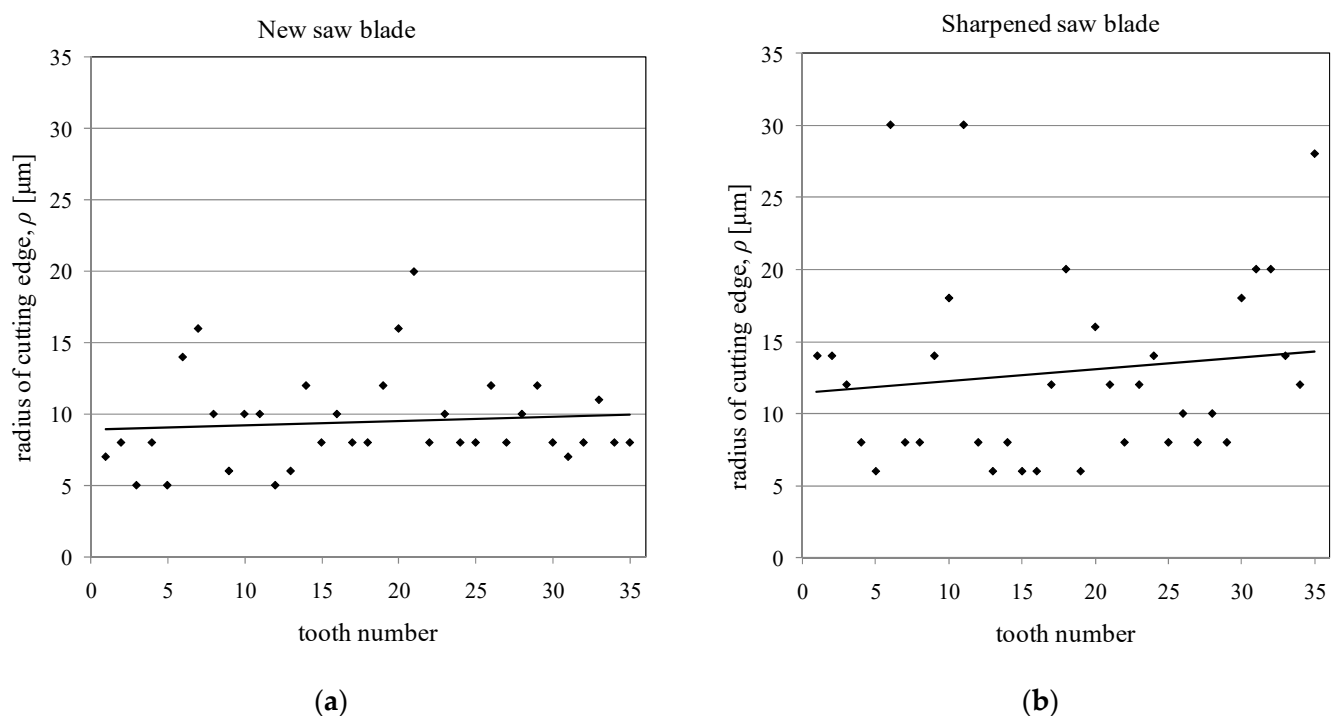 New saw blade
35
30
25
20
15
10
5
0
radius of cutting edge, ρ [µm]
0 5 10 15 20 25 30 35
tooth number
(a)
Sharpened saw blade
35
30
25
20
15
10
5
0
radius of cutting edge, ρ [µm]
0 5 10 15 20 25 30 35
tooth number
(b)